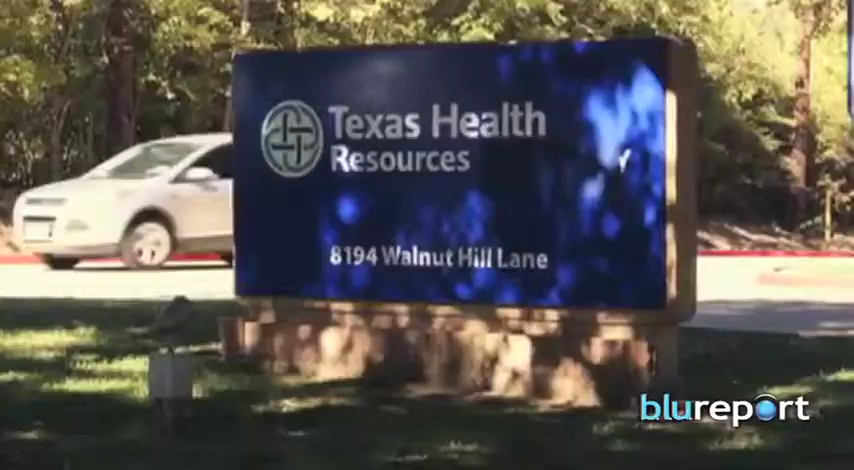 Texas Health
Resources
8194 Walnut Hill Lane
blureport